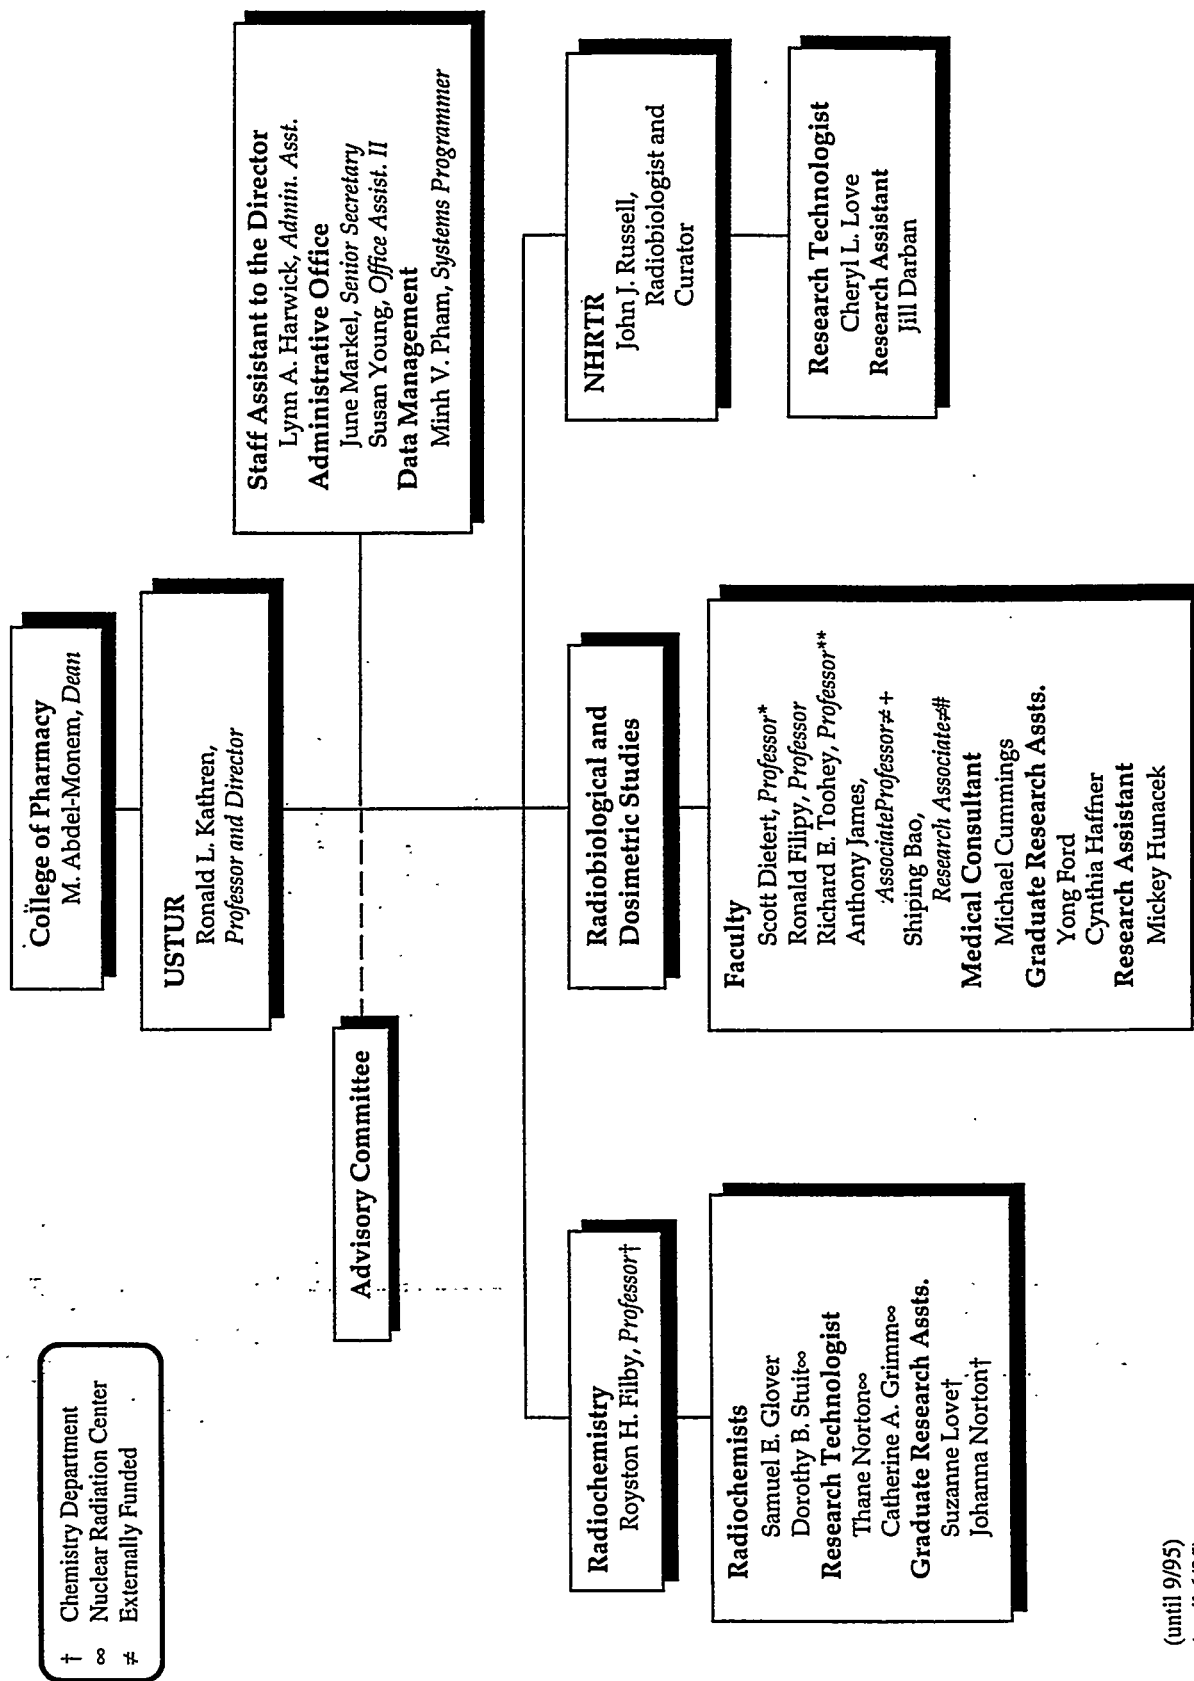 † Chemistry Department
∞ Nuclear Radiation Center
≠ Externally Funded
College of Pharmacy
M. Abdel-Monem, Dean
USTUR
Ronald L. Kathren,
Professor and Director
Advisory Committee
Staff Assistant to the Director
Lynn A. Harwick, Admin. Asst.
Administrative Office
June Markel, Senior Secretary
Susan Young, Office Assist. II
Data Management
Minh V. Pham, Systems Programmer
Radiochemistry
Royston H. Filby, Professor†
Radiochemists
Samuel E. Glover
Dorothy B. Stuit∞
Research Technologist
Thane Norton∞
Catherine A. Grimm∞
Graduate Research Assts.
Suzanne Love†
Johanna Norton†
Radiobiological and
Dosimetric Studies
Faculty
Scott Dietert, Professor*
Ronald Filipy, Professor
Richard E. Toohey, Professor**
Anthony James,
AssociateProfessor≠ +
Shiping Bao,
Research Associate≠#
Medical Consultant
Michael Cummings
Graduate Research Assts.
Yong Ford
Cynthia Haffner
Research Assistant
Mickey Hunacek
NHRTR
John J. Russell,
Radiobiologist and
Curator
Research Technologist
Cheryl L. Love
Research Assistant
Jill Darban
(until 9/95)